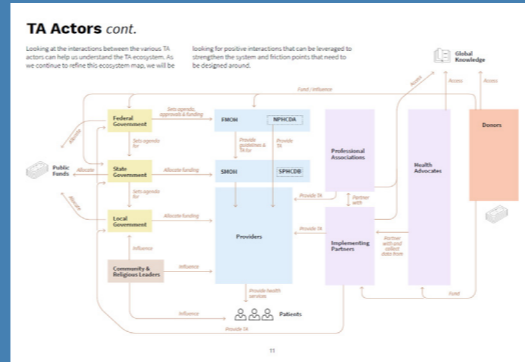 TA Actors cont.
Looking at the interactions between the various TA
actors can help us understand the TA ecosystem. As
we continue to refine this ecosystem map, we will be
looking for positive interactions that can be leveraged to
strengthen the system and friction points that need to
be designed around.
Global
Knowledge
Access
Access
Access
Fund / Influence
Federal
Government
Sets agenda,
approvals & funding
FMOH
NPHCDA
Professional
Associations
Health
Advocates
Donors
Allocate
Sets agenda
for
Provide
guidelines &
TA for
Provide
TA
Public
Funds
Allocate
State
Government
Allocate funding
SMOH
SPHCDB
Sets agenda
for
Allocate
Provide TA
Partner
with
Local
Government
Allocate funding
Providers
Provide TA
Implementing
Partners
Partner
with and
collect
data from
Influence
Community &
Religious Leaders
Influence
Provide health
services
Fund
Influence
Patients
Provide TA
11